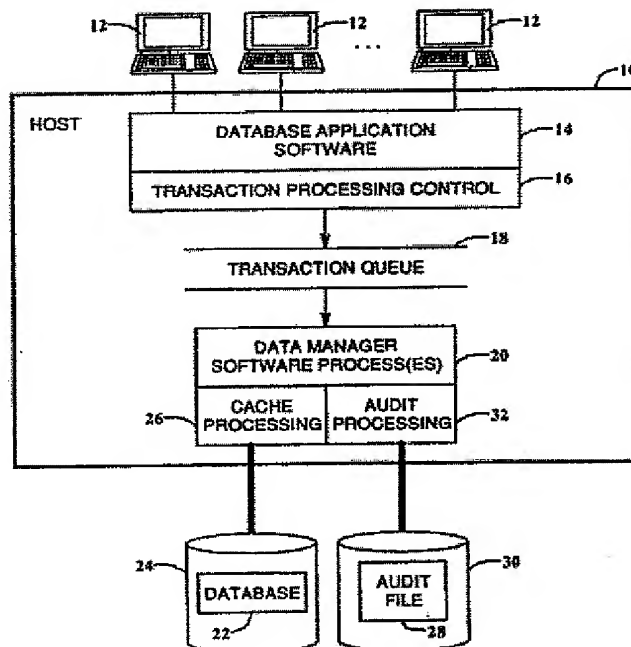 12 12 ... 12
10
HOST
DATABASE APPLICATION
SOFTWARE
14
TRANSACTION PROCESSING CONTROL
16
18
TRANSACTION QUEUE
DATA MANAGER
SOFTWARE PROCESS(ES)
20
26 CACHE
PROCESSING
AUDIT
PROCESSING
32
24
DATABASE
22
AUDIT
FILE
28
30